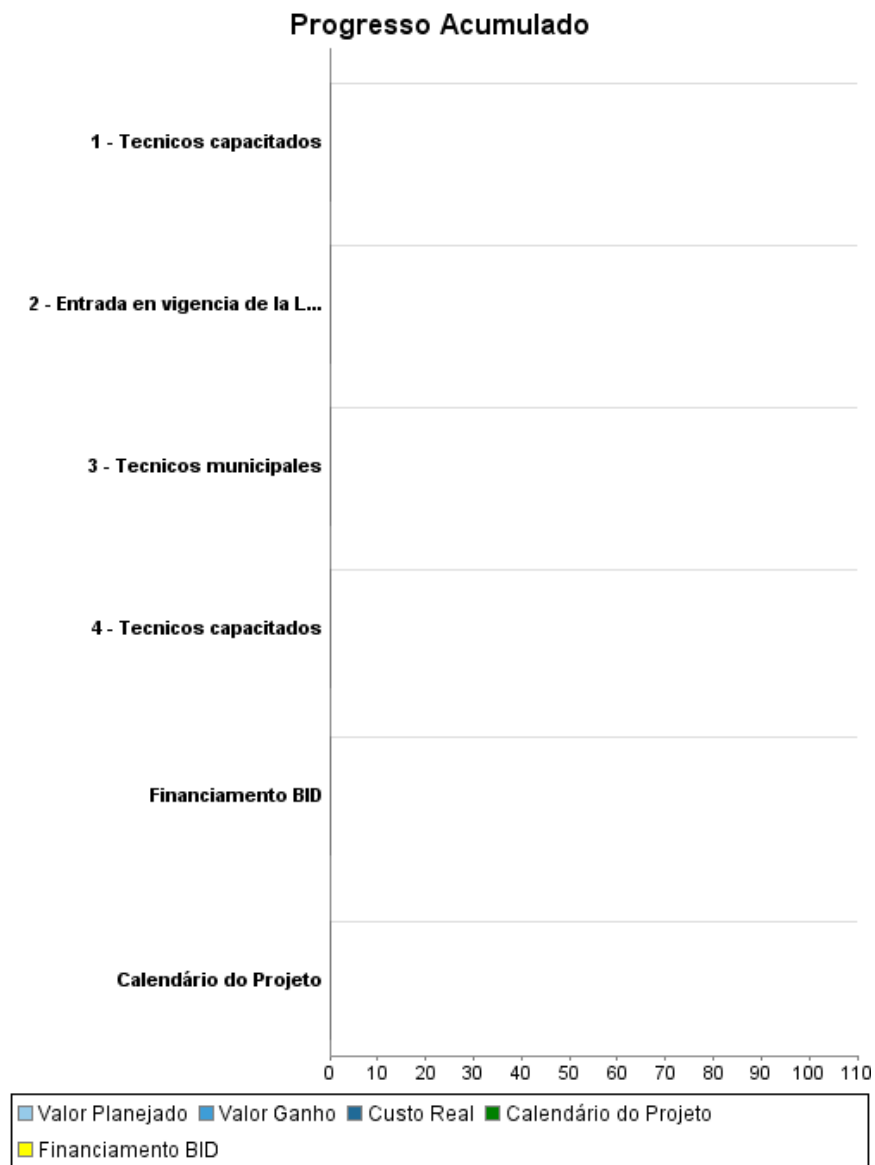 Progresso Acumulado
1 - Tecnicos capacitados
2 - Entrada en vigencia de la L...
3 - Tecnicos municipales
4 - Tecnicos capacitados
Financiamento BID
Calendário do Projeto
0 10 20 30 40 50 60 70 80 90 100 110
Valor Planejado Valor Ganho Custo Real Calendário do Projeto
Financiamento BID